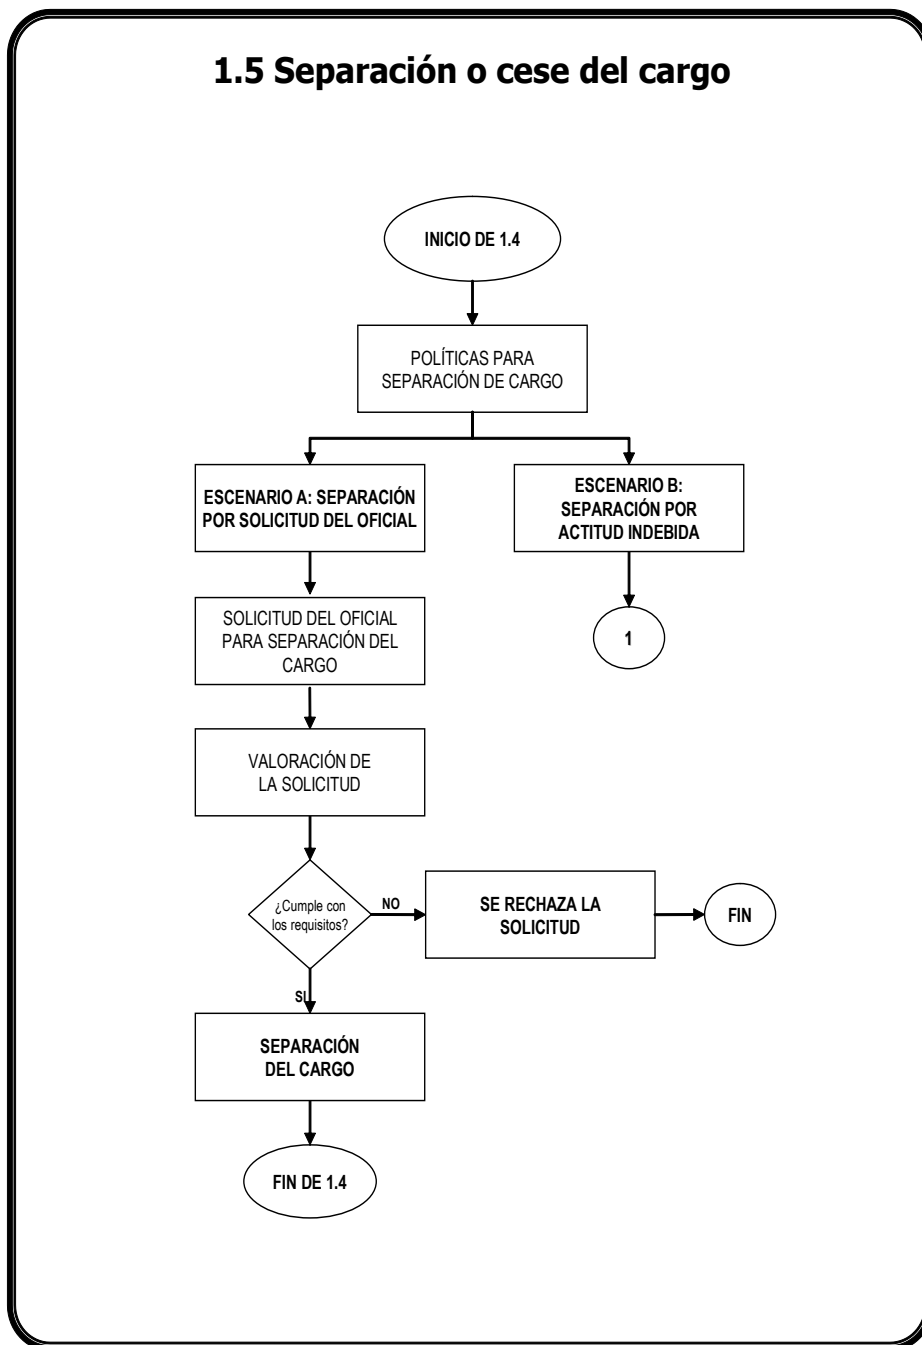 1.5 Separación o cese del cargo
INICIO DE 1.4
POLÍTICAS PARA
SEPARACIÓN DE CARGO
ESCENARIO A: SEPARACIÓN
POR SOLICITUD DEL OFICIAL
ESCENARIO B:
SEPARACIÓN POR
ACTITUD INDEBIDA
SOLICITUD DEL OFICIAL
PARA SEPARACIÓN DEL
CARGO
1
VALORACIÓN DE
LA SOLICITUD
¿Cumple con
los requisitos?
NO
SE RECHAZA LA
SOLICITUD
FIN
SI
SEPARACIÓN
DEL CARGO
FIN DE 1.4